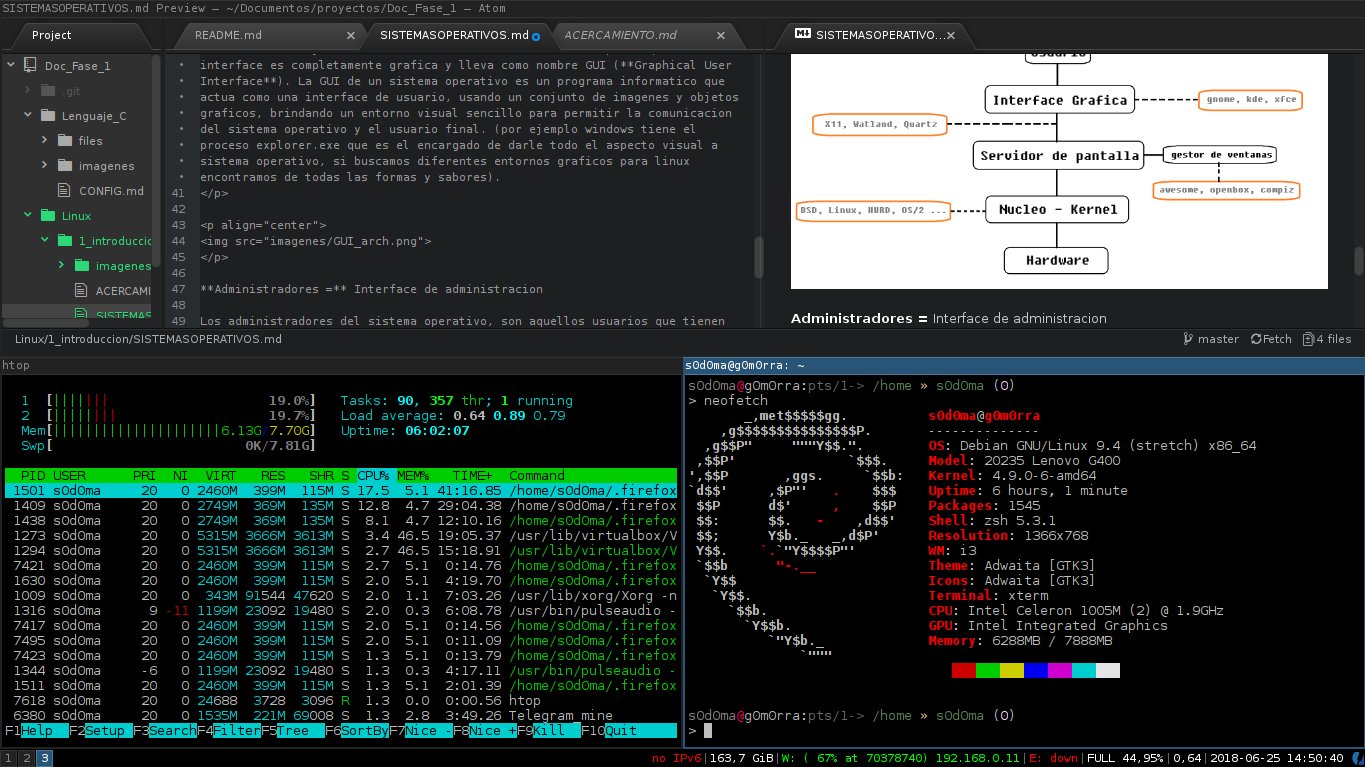 SISTEMASOPERATIVOS.md Preview — ~/Documentos/proyectos/Doc_Fase_1 — Atom
Project
Doc_Fase_1
.git
Lenguaje_C
files
imagenes
CONFIG.md
Linux
1_introduccio
imagenes
ACERCAMI
SISTEMAS
README.md
SISTEMASOPERATIVOS.md
ACERCAMIENTO.md
interface es completamente grafica y lleva como nombre GUI (**Graphical User
Interface**). La GUI de un sistema operativo es un programa informatico que
actua como una interface de usuario, usando un conjunto de imagenes y objetos
graficos, brindando un entorno visual sencillo para permitir la comunicacion
del sistema operativo y el usuario final. (por ejemplo windows tiene el
proceso explorer.exe que es el encargado de darle todo el aspecto visual a
sistema operativo, si buscamos diferentes entornos graficos para linux
encontramos de todas las formas y sabores).
41 </p>
42
43 <p align="center">
44 <img src="imagenes/GUI_arch.png">
45 </p>
46
47 **Administradores =** Interface de administracion
48
49 Los administradores del sistema operativo, son aquellos usuarios que tienen
SISTEMASOPERATIVO...
Usuario
Interface Grafica
gnome, kde, xfce
X11, Watland, Quartz
Servidor de pantalla
gestor de ventanas
awesome, openbox, compiz
BSD, Linux, HURD, OS/2 ...
Nucleo - Kernel
Hardware
Administradores = Interface de administracion
Linux/1_introduccion/SISTEMASOPERATIVOS.md
master Fetch 4 files
htop
1 [|||||||| 19.0%] Tasks: 90, 357 thr; 1 running
2 [||||||||| 19.7%] Load average: 0.64 0.89 0.79
Mem[||||||||||||||||||||||6.13G 7.70G] Uptime: 06:02:07
Swp[ 0K/7.81G]
PID USER PRI NI VIRT RES SHR S CPU% MEM% TIME+ Command
1501 s0d0ma 20 0 2460M 399M 115M S 17.5 5.1 41:16.85 /home/s0d0ma/.firefox
1409 s0d0ma 20 0 2749M 369M 135M S 12.8 4.7 29:04.38 /home/s0d0ma/.firefox
1438 s0d0ma 20 0 2749M 369M 135M S 8.1 4.7 12:10.16 /home/s0d0ma/.firefox
1273 s0d0ma 20 0 5315M 3666M 3613M S 3.4 46.5 19:05.37 /usr/lib/virtualbox/V
1294 s0d0ma 20 0 5315M 3666M 3613M S 2.7 46.5 15:18.91 /usr/lib/virtualbox/V
7421 s0d0ma 20 0 2460M 399M 115M S 2.7 5.1 0:14.76 /home/s0d0ma/.firefox
1630 s0d0ma 20 0 2460M 399M 115M S 2.0 5.1 4:19.70 /home/s0d0ma/.firefox
1009 s0d0ma 20 0 343M 91544 47620 S 2.0 1.1 7:03.26 /usr/lib/xorg/Xorg -n
1316 s0d0ma 9 -11 1199M 23092 19480 S 2.0 0.3 6:08.78 /usr/bin/pulseaudio -
7417 s0d0ma 20 0 2460M 399M 115M S 2.0 5.1 0:14.56 /home/s0d0ma/.firefox
7495 s0d0ma 20 0 2460M 399M 115M S 2.0 5.1 0:11.09 /home/s0d0ma/.firefox
7423 s0d0ma 20 0 2460M 399M 115M S 1.3 5.1 0:13.79 /home/s0d0ma/.firefox
1344 s0d0ma -6 0 1199M 23092 19480 S 1.3 0.3 4:17.11 /usr/bin/pulseaudio -
1511 s0d0ma 20 0 2460M 399M 115M S 1.3 5.1 2:01.39 /home/s0d0ma/.firefox
7618 s0d0ma 20 0 24688 3728 3096 R 1.3 0.0 0:00.56 htop
6380 s0d0ma 20 0 1535M 221M 69008 S 1.3 2.8 3:49.26 Telegram_mine
F1Help F2Setup F3SearchF4FilterF5Tree F6SortByF7Nice -F8Nice +F9Kill F10Quit
s0d0ma@g0m0rra: ~
s0d0ma@g0m0rra:pts/1-> /home » s0d0ma (0)
> neofetch
s0d0ma@g0m0rra
--------------
OS: Debian GNU/Linux 9.4 (stretch) x86_64
Model: 20235 Lenovo G400
Kernel: 4.9.0-6-amd64
Uptime: 6 hours, 1 minute
Packages: 1545
Shell: zsh 5.3.1
Resolution: 1366x768
WM: i3
Theme: Adwaita [GTK3]
Icons: Adwaita [GTK3]
Terminal: xterm
CPU: Intel Celeron 1005M (2) @ 1.9GHz
GPU: Intel Integrated Graphics
Memory: 6288MB / 7888MB
s0d0ma@g0m0rra:pts/1-> /home » s0d0ma (0)
>
1 2 3
no IPv6|163,7 GiB|W: ( 67% at 70378740) 192.168.0.11|E: down|FULL 44,95%|0,64|2018-06-25 14:50:40